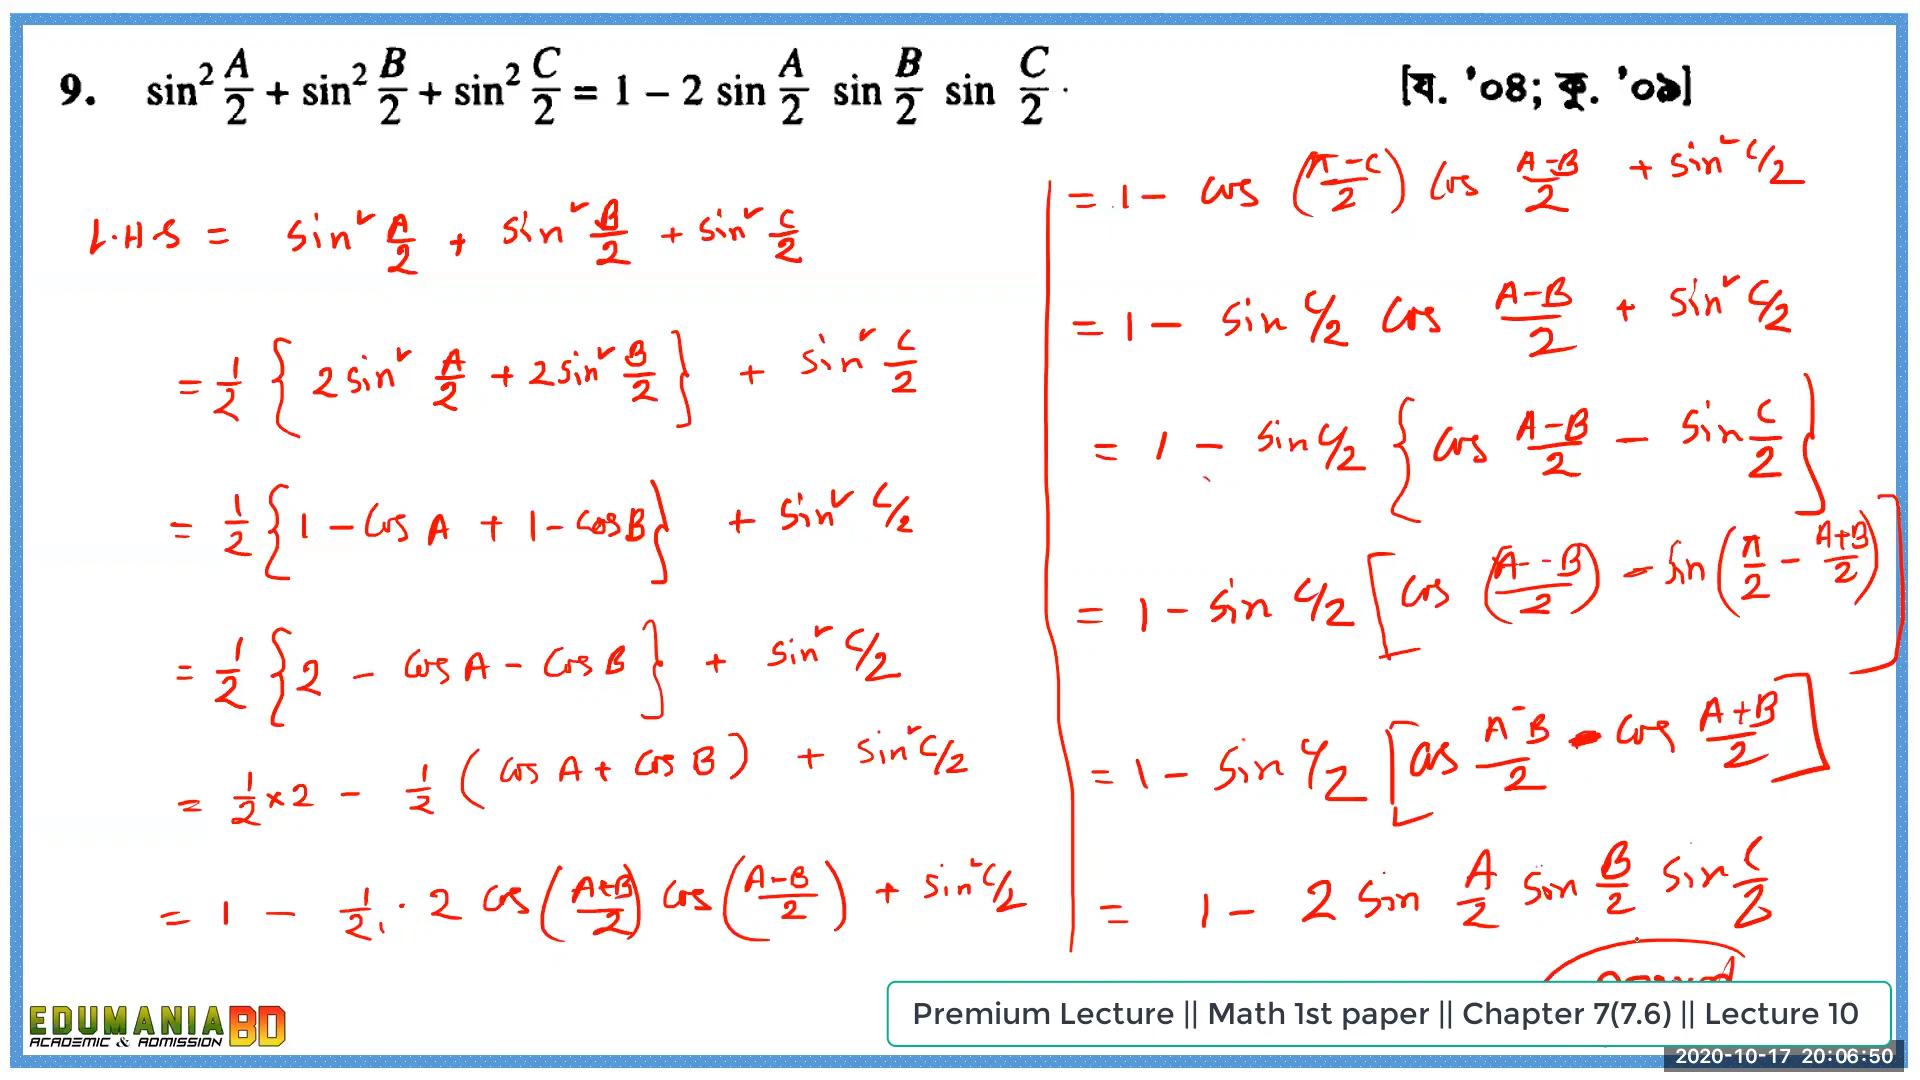 9. sin² A/2 + sin² B/2 + sin² C/2 = 1 – 2 sin A/2 sin B/2 sin C/2 . [য. '০৪; কু. '০৯]
L.H.S = sin² A/2 + sin² B/2 + sin² C/2
= 1/2 { 2 sin² A/2 + 2 sin² B/2 } + sin² C/2
= 1/2 { 1 – cos A + 1 – cos B } + sin² C/2
= 1/2 { 2 – cos A – cos B } + sin² C/2
= 1/2 × 2 – 1/2 ( cos A + cos B ) + sin² C/2
= 1 – 1/2 . 2 cos ( A+B/2 ) cos ( A–B/2 ) + sin² C/2
= 1 – cos ( π–C/2 ) cos A–B/2 + sin² C/2
= 1 – sin C/2 cos A–B/2 + sin² C/2
= 1 – sin C/2 { cos A–B/2 – sin C/2 }
= 1 – sin C/2 [ cos ( A–B/2 ) – sin ( π/2 – A+B/2 ) ]
= 1 – sin C/2 [ cos A–B/2 – cos A+B/2 ]
= 1 – 2 sin A/2 sin B/2 sin C/2
EDUMANIA BD
ACADEMIC & ADMISSION
Premium Lecture || Math 1st paper || Chapter 7(7.6) || Lecture 10
2020-10-17 20:06:50